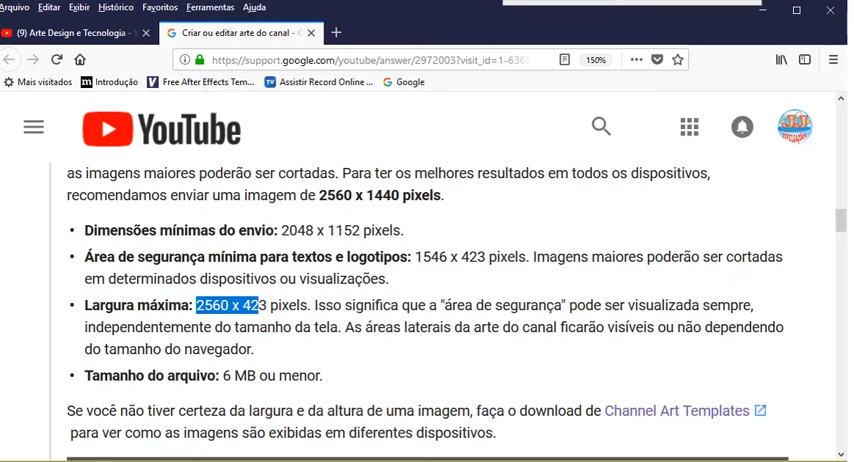 Arquivo Editar Exibir Histórico Favoritos Ferramentas Ajuda
(9) Arte Design e Tecnologia -
Criar ou editar arte do canal -
https://support.google.com/youtube/answer/2972003?visit_id=1-6365
150%
Mais visitados
Introdução
Free After Effects Tem...
Assistir Record Online ...
Google
YouTube
as imagens maiores poderão ser cortadas. Para ter os melhores resultados em todos os dispositivos,
recomendamos enviar uma imagem de 2560 x 1440 pixels.
• Dimensões mínimas do envio: 2048 x 1152 pixels.
• Área de segurança mínima para textos e logotipos: 1546 x 423 pixels. Imagens maiores poderão ser cortadas
em determinados dispositivos ou visualizações.
• Largura máxima: 2560 x 423 pixels. Isso significa que a "área de segurança" pode ser visualizada sempre,
independentemente do tamanho da tela. As áreas laterais da arte do canal ficarão visíveis ou não dependendo
do tamanho do navegador.
• Tamanho do arquivo: 6 MB ou menor.
Se você não tiver certeza da largura e da altura de uma imagem, faça o download de Channel Art Templates
para ver como as imagens são exibidas em diferentes dispositivos.